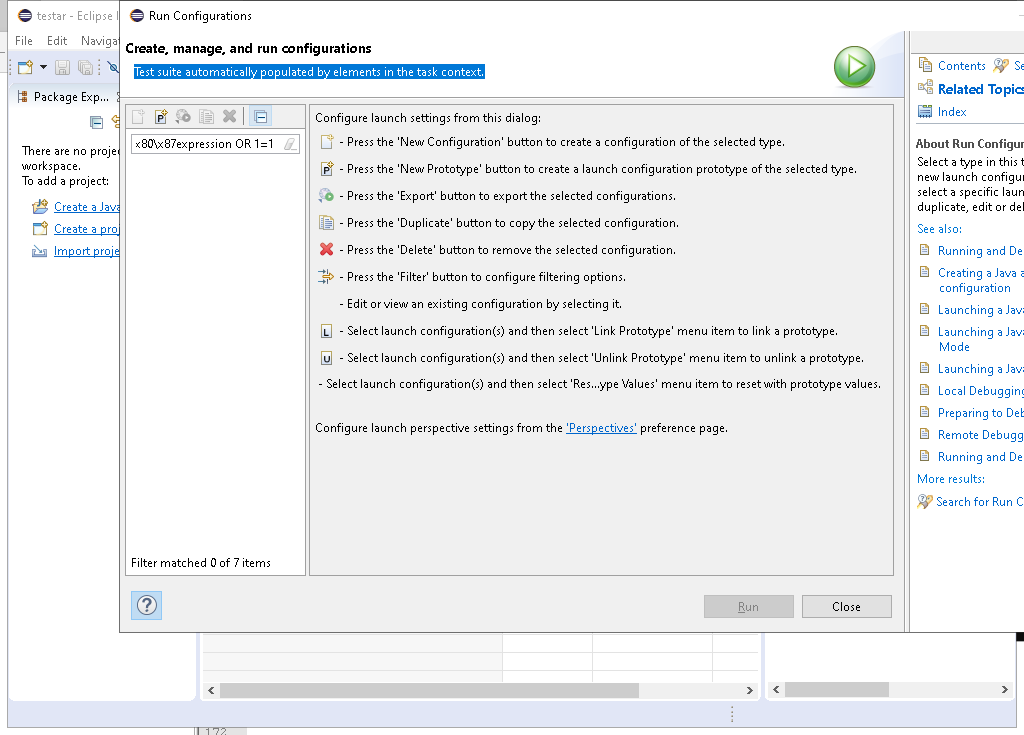 testar - Eclipse I
File Edit Navigat
Package Exp...
There are no proje
workspace.
To add a project:
Create a Java
Create a proj
Import proje
Run Configurations
Create, manage, and run configurations
Test suite automatically populated by elements in the task context.
x80\x87expression OR 1=1
Filter matched 0 of 7 items
Configure launch settings from this dialog:
- Press the 'New Configuration' button to create a configuration of the selected type.
- Press the 'New Prototype' button to create a launch configuration prototype of the selected type.
- Press the 'Export' button to export the selected configurations.
- Press the 'Duplicate' button to copy the selected configuration.
- Press the 'Delete' button to remove the selected configuration.
- Press the 'Filter' button to configure filtering options.
- Edit or view an existing configuration by selecting it.
L - Select launch configuration(s) and then select 'Link Prototype' menu item to link a prototype.
U - Select launch configuration(s) and then select 'Unlink Prototype' menu item to unlink a prototype.
- Select launch configuration(s) and then select 'Res...ype Values' menu item to reset with prototype values.
Configure launch perspective settings from the 'Perspectives' preference page.
Run
Close
Contents Se
Related Topics
Index
About Run Configur
Select a type in this t
new launch configur
select a specific laun
duplicate, edit or del
See also:
Running and De
Creating a Java a
configuration
Launching a Java
Launching a Java
Mode
Launching a Java
Local Debugging
Preparing to Deb
Remote Debugg
Running and De
More results:
Search for Run C
172